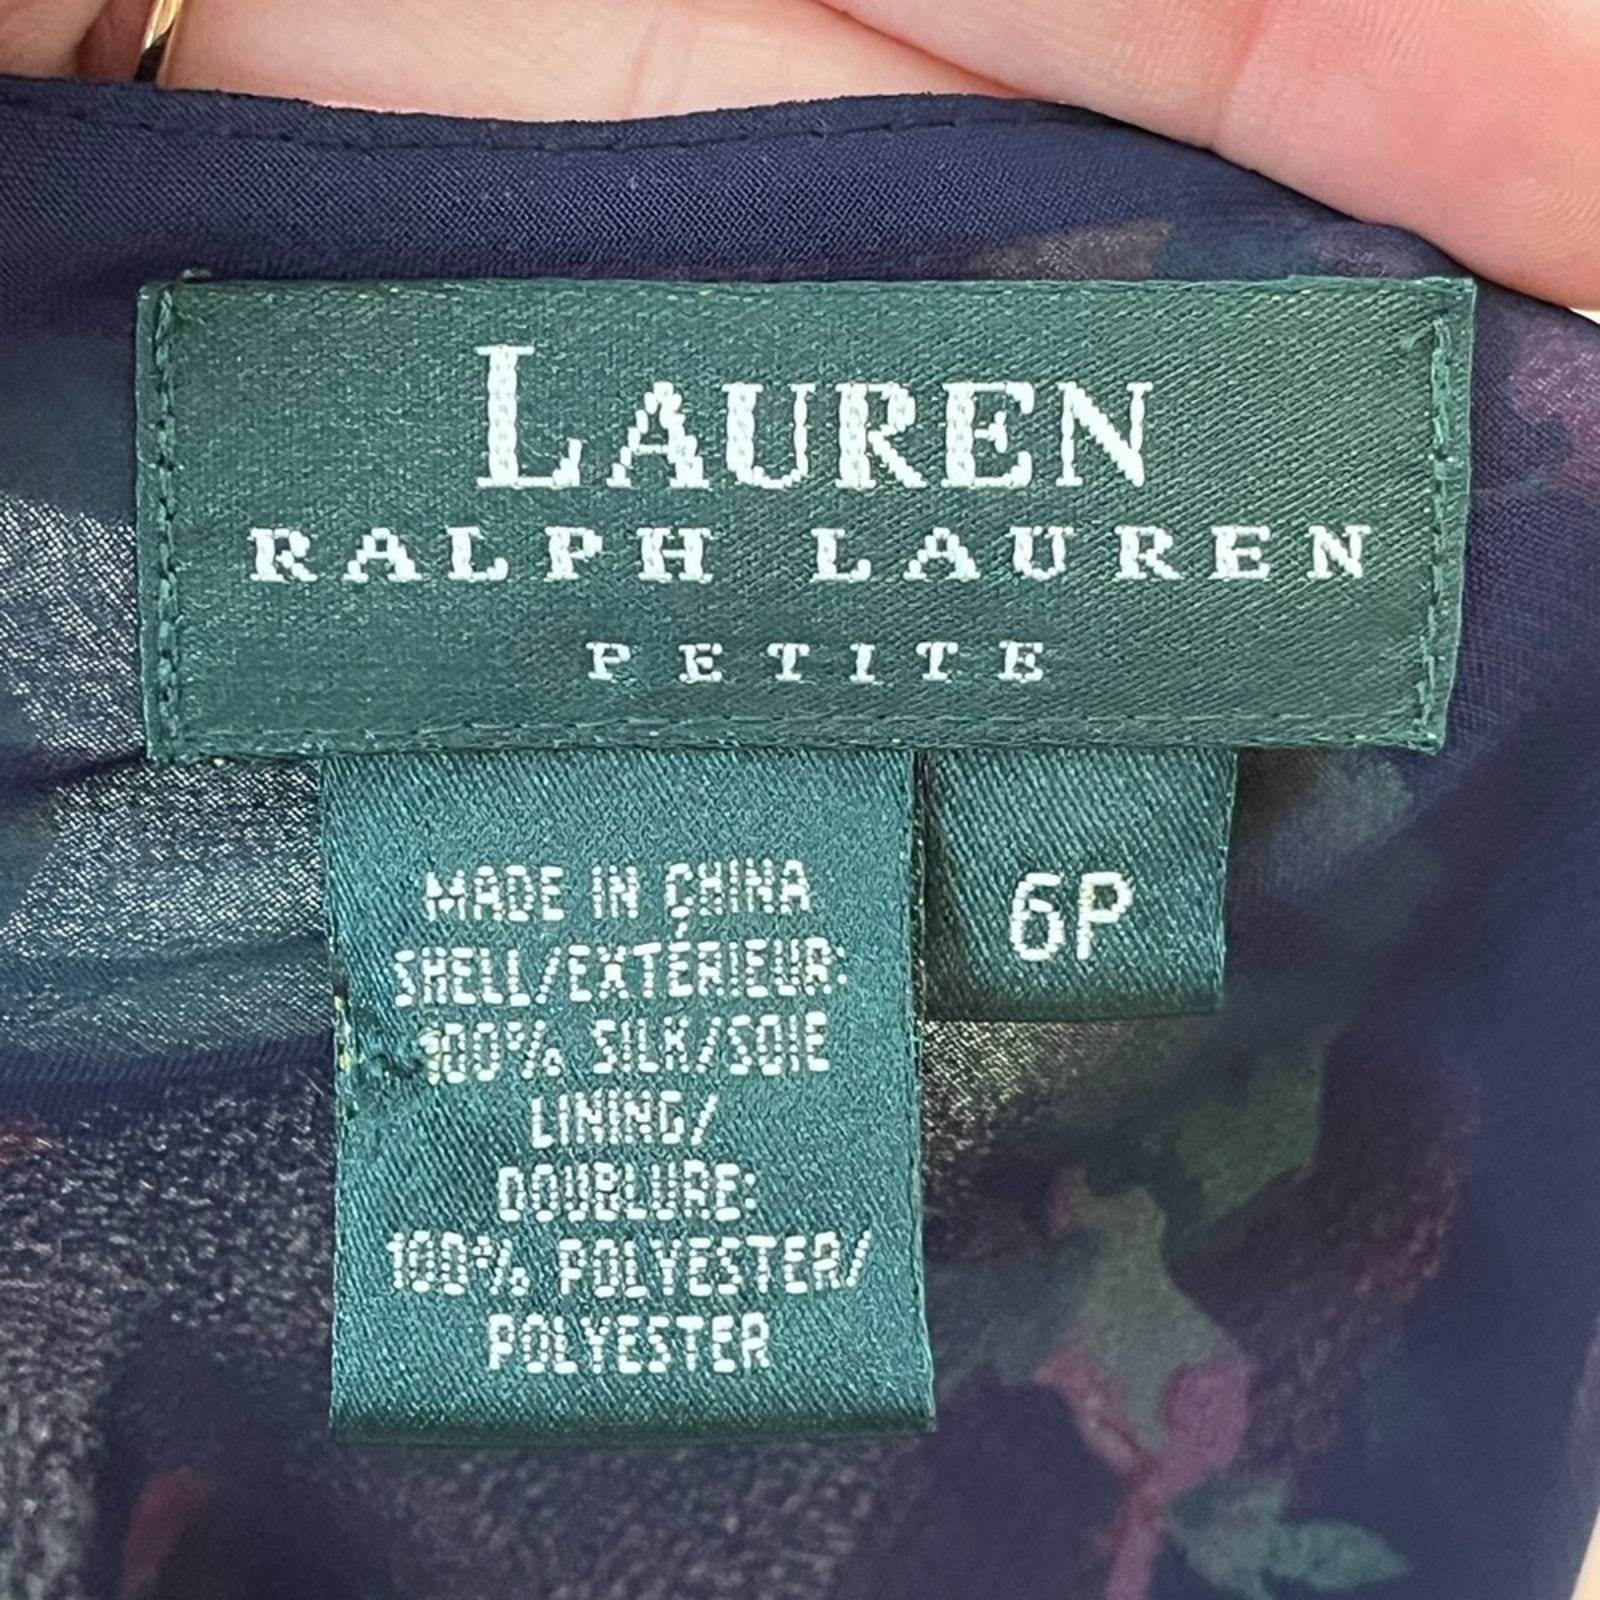 LAUREN
RALPH LAUREN
PETITE
MADE IN CHINA
SHELL/EXTÉRIEUR:
100% SILK/SOIE
LINING/
DOUBLURE:
100% POLYESTER/
POLYESTER
6P